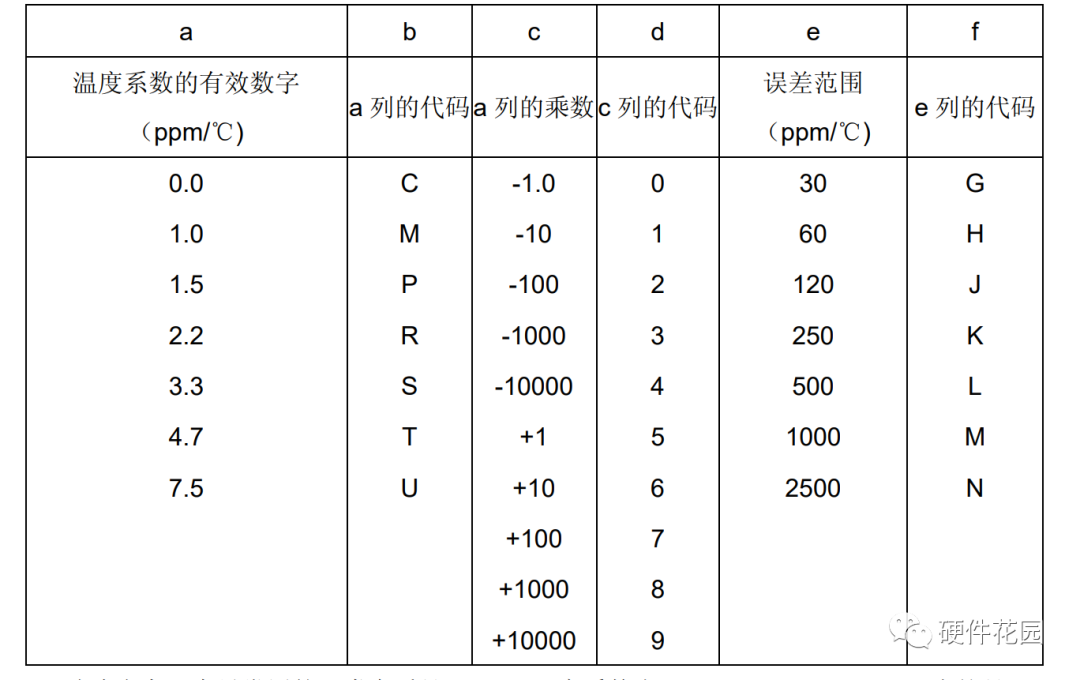 a b c d e f
温度系数的有效数字
（ppm/℃)
a 列的代码 a 列的乘数 c 列的代码
误差范围
（ppm/℃)
e 列的代码
0.0 C -1.0 0 30 G
1.0 M -10 1 60 H
1.5 P -100 2 120 J
2.2 R -1000 3 250 K
3.3 S -10000 4 500 L
4.7 T +1 5 1000 M
7.5 U +10 6 2500 N
+100 7
+1000 8
+10000 9
硬件花园